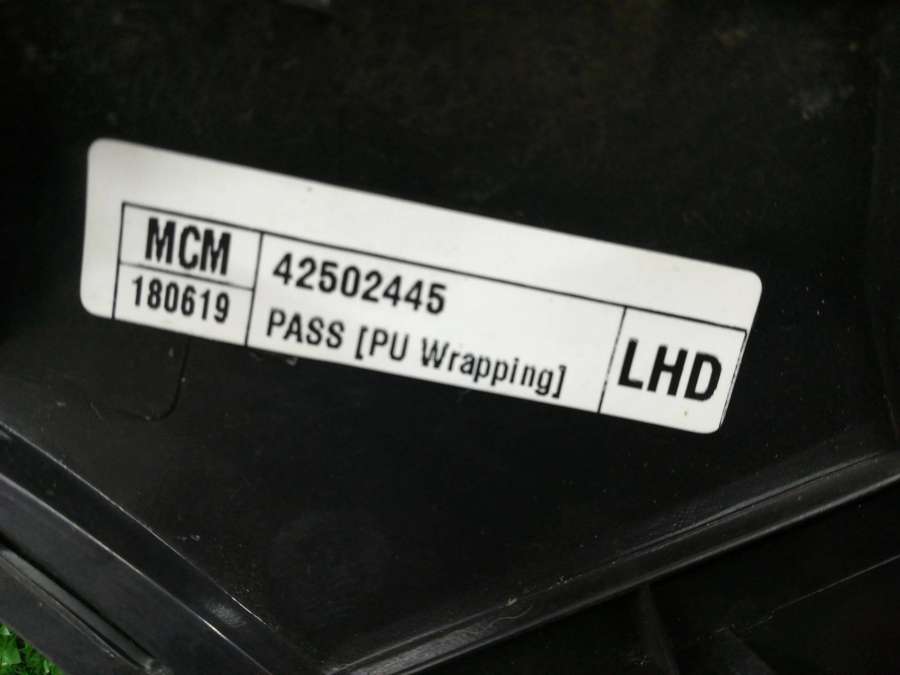 MCM
180619
42502445
PASS [PU Wrapping]
LHD